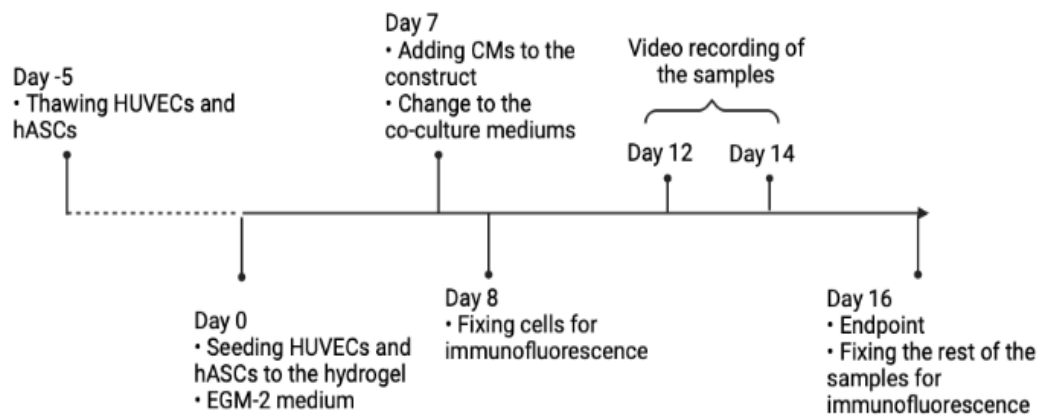 Day -5
• Thawing HUVECs and
hASCs
Day 0
• Seeding HUVECs and
hASCs to the hydrogel
• EGM-2 medium
Day 7
• Adding CMs to the
construct
• Change to the
co-culture mediums
Day 8
• Fixing cells for
immunofluorescence
Video recording of
the samples
Day 12
Day 14
Day 16
• Endpoint
• Fixing the rest of the
samples for
immunofluorescence